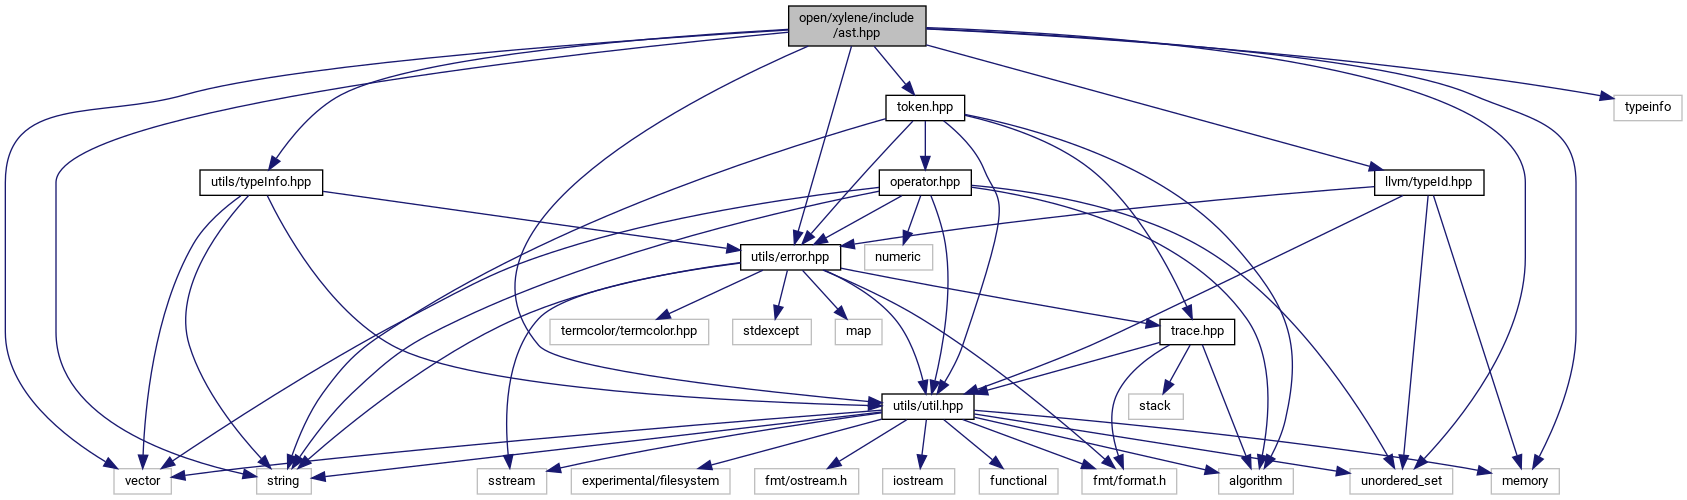 open/xylene/include
/ast.hpp
token.hpp
typeinfo
utils/typeInfo.hpp
operator.hpp
llvm/typeId.hpp
utils/error.hpp
numeric
termcolor/termcolor.hpp
stdexcept
map
trace.hpp
utils/util.hpp
stack
vector
string
sstream
experimental/filesystem
fmt/ostream.h
iostream
functional
fmt/format.h
algorithm
unordered_set
memory